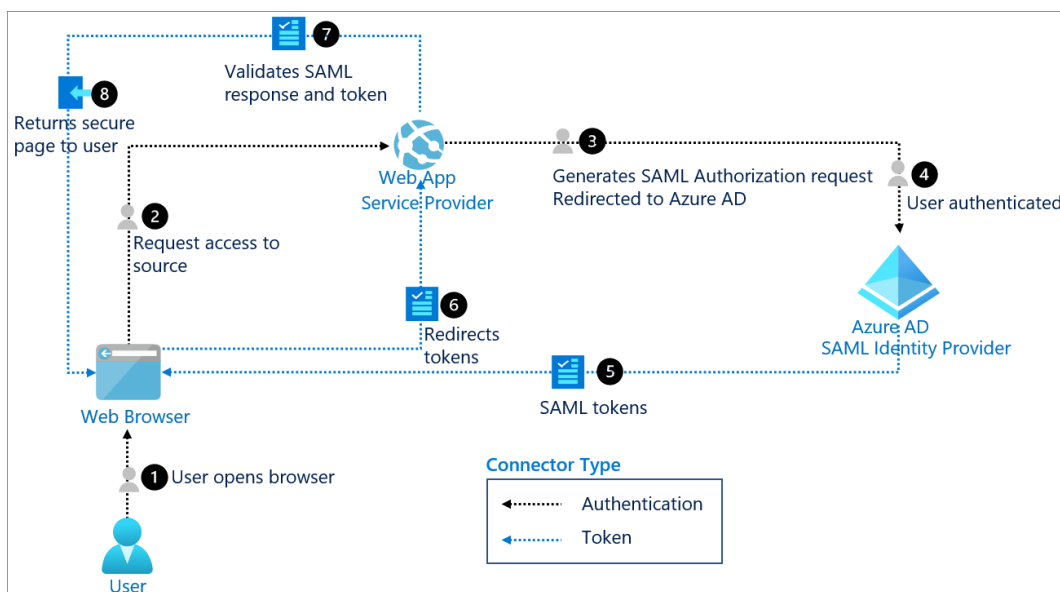 7
Validates SAML
response and token
8
Returns secure
page to user
Web App
Service Provider
3
Generates SAML Authorization request
Redirected to Azure AD
4
User authenticated
2
Request access to
source
6
Redirects
tokens
Azure AD
SAML Identity Provider
5
SAML tokens
Web Browser
1 User opens browser
User
Connector Type
Authentication
Token